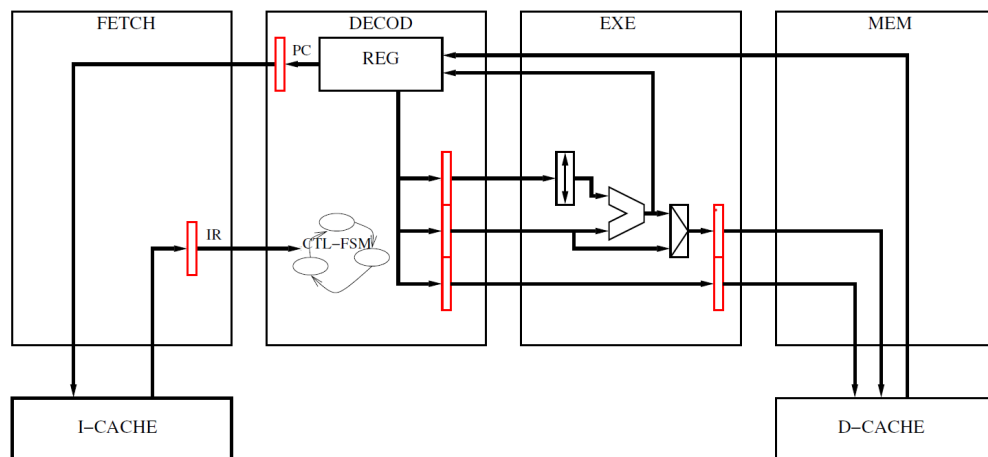 FETCH
DECOD
EXE
MEM
PC
REG
IR
CTL−FSM
I−CACHE
D−CACHE